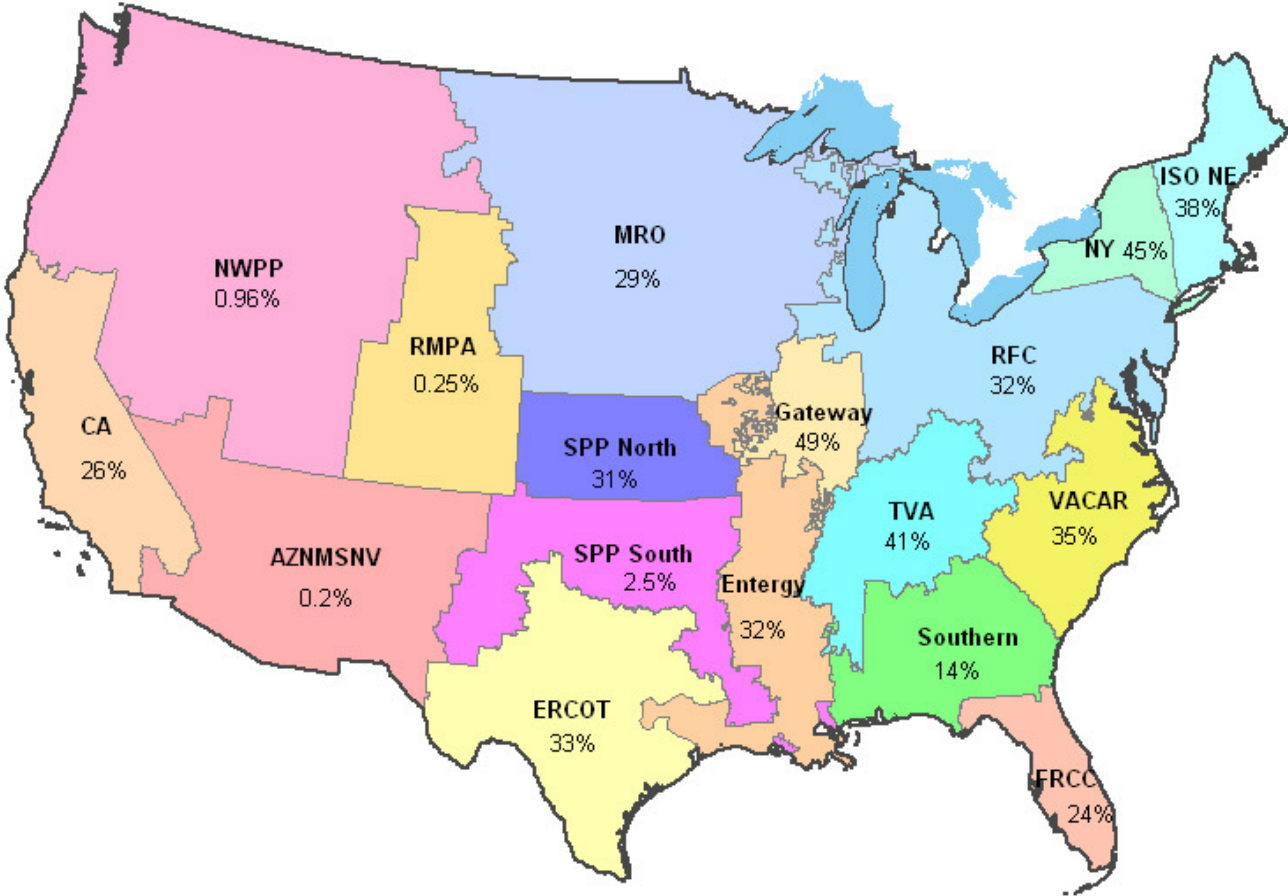 ISO NE
38%
NY 45%
MRO
29%
NWPP
0.96%
RMPA
0.25%
RFC
32%
Gateway
49%
CA
26%
SPP North
31%
VACAR
35%
TVA
41%
AZNMSNV
0.2%
SPP South
2.5%
Entergy
32%
Southern
14%
ERCOT
33%
FRCC
24%